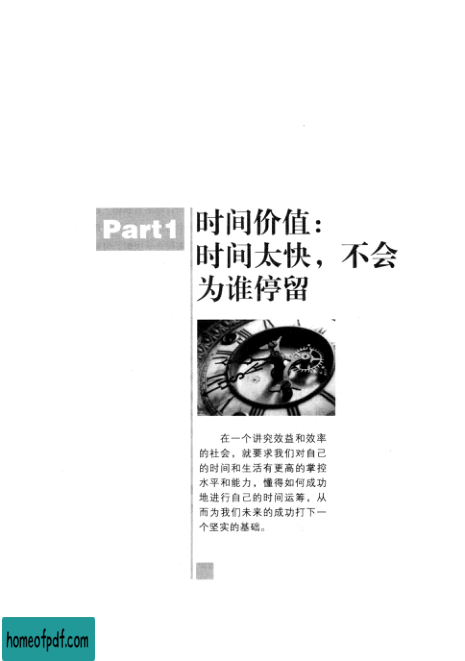 Part1
时间价值：
时间太快，不会
为谁停留
在一个讲究效益和效率
的社会，就要求我们对自己
的时间和生活有更高的掌控
水平和能力，懂得如何成功
地进行自己的时间运筹，从
而为我们未来的成功打下一
个坚实的基础。
homeofpdf.com